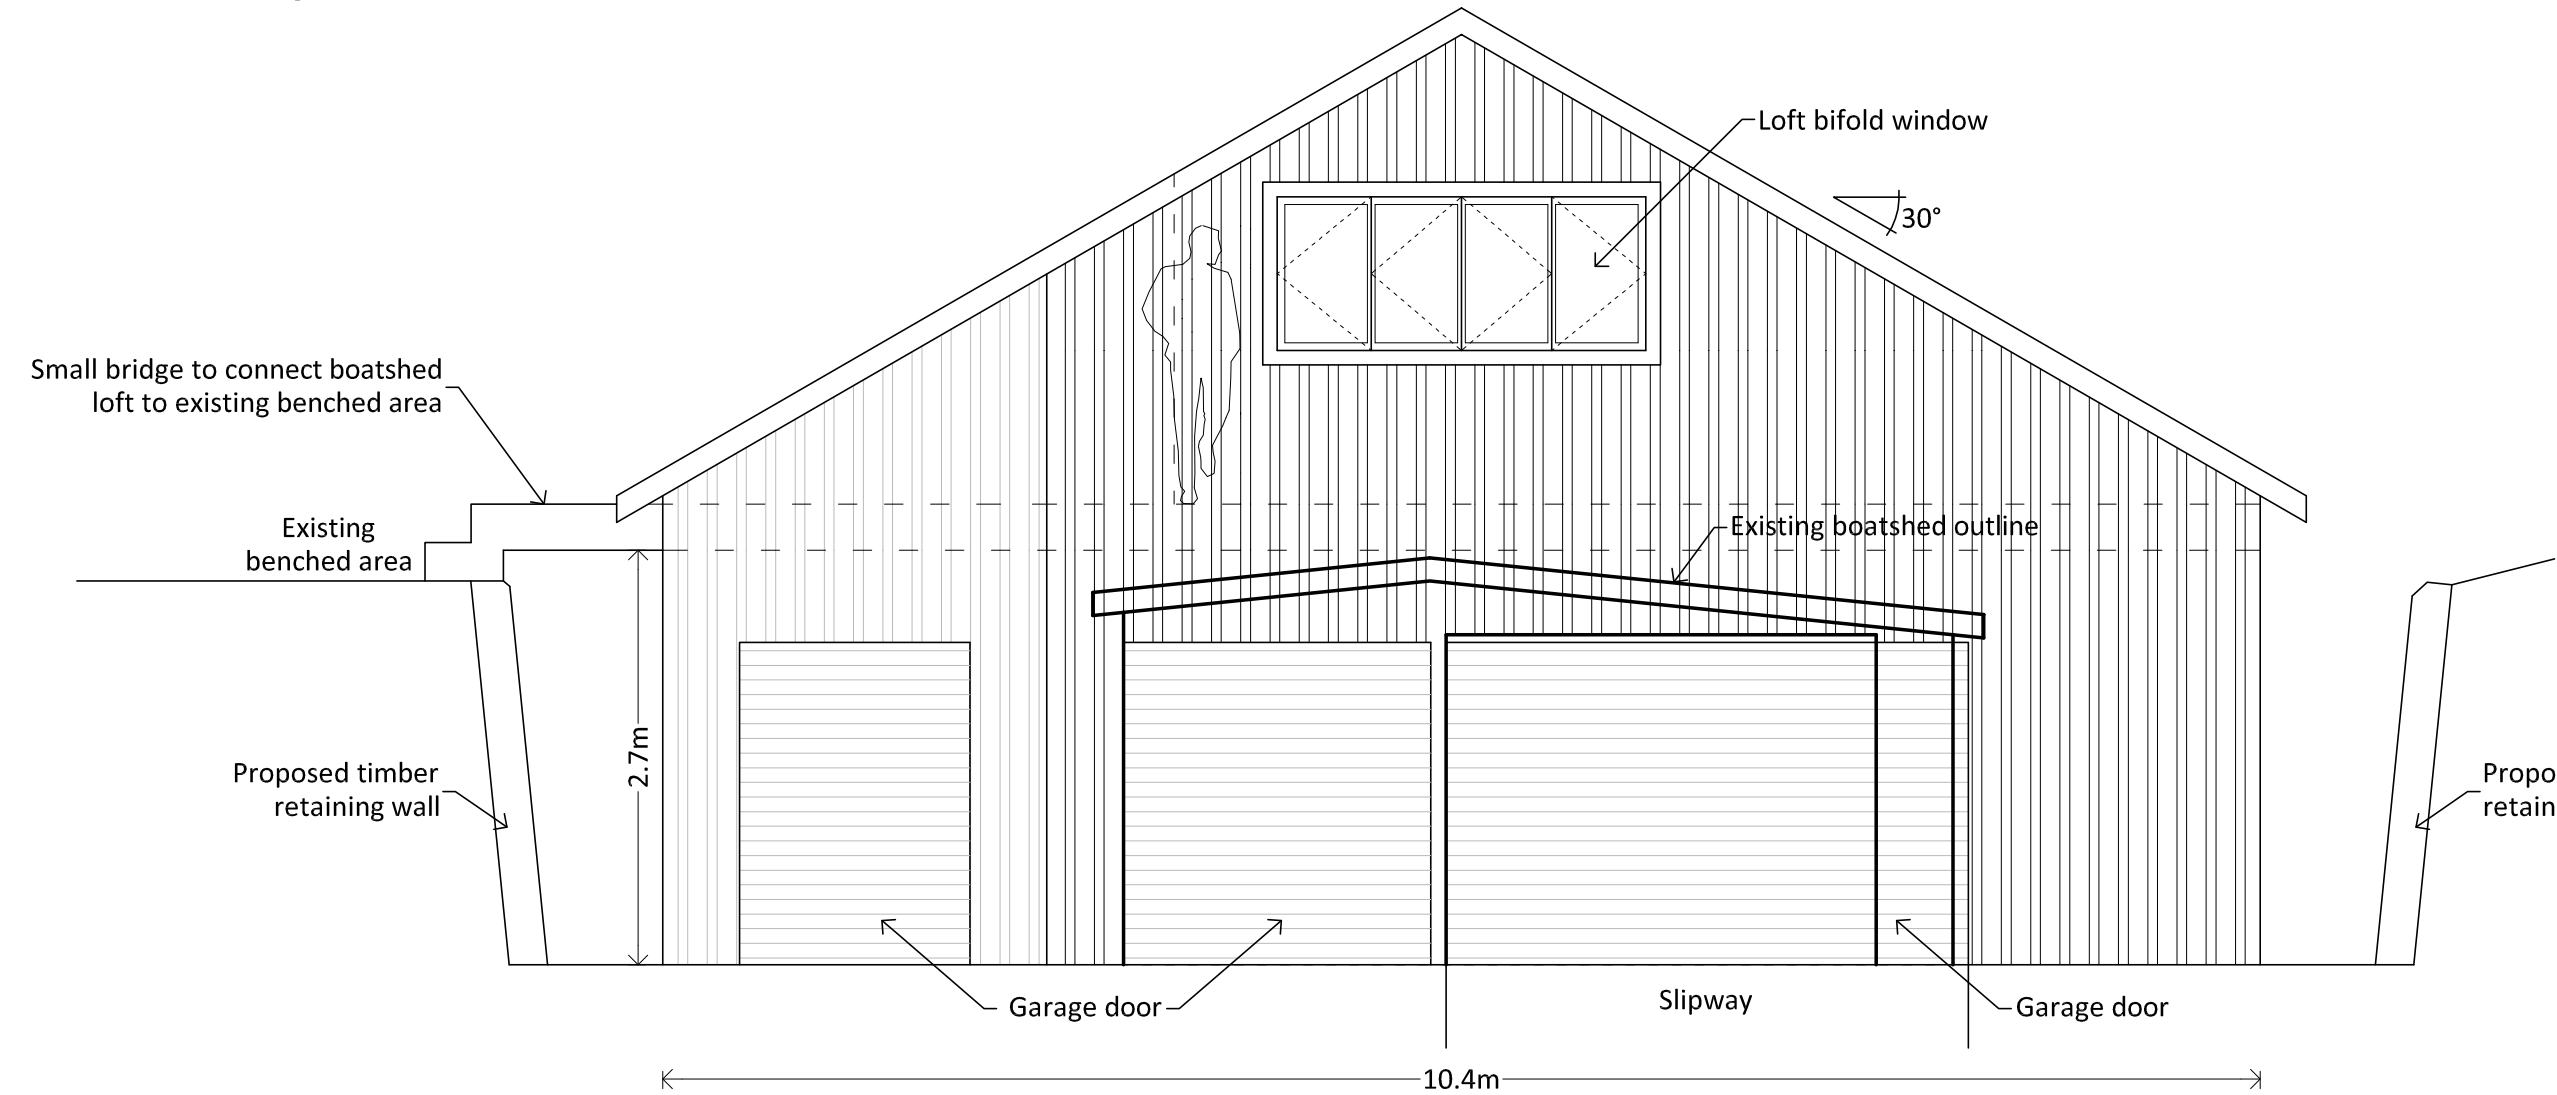 Loft bifold window
30°
Small bridge to connect boatshed
loft to existing benched area
Existing
benched area
Existing boatshed outline
2.7m
Proposed timber
retaining wall
Propo
retain
Garage door
Slipway
Garage door
10.4m